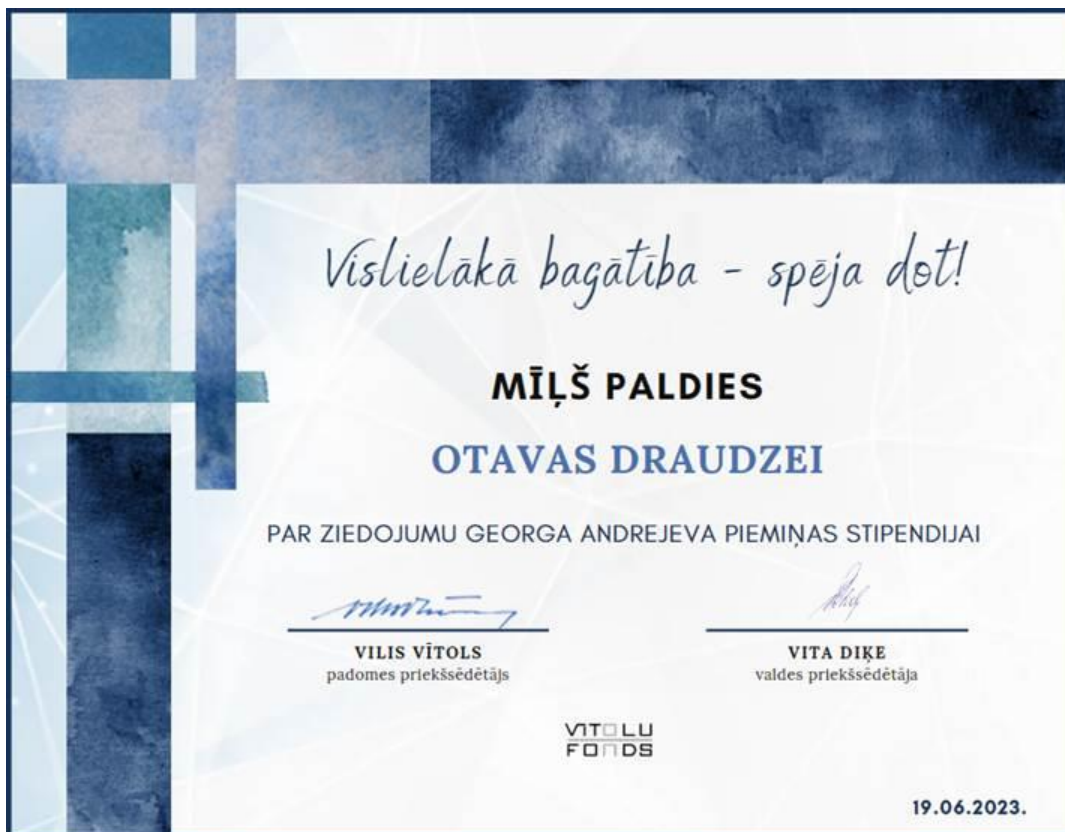 Vislielākā bagātība - spēja dot!
MĪĻŠ PALDIES
OTAVAS DRAUDZEI
PAR ZIEDOJUMU GEORGA ANDREJEVA PIEMIŅAS STIPENDIJAI
VILIS VĪTOLS
padomes priekšsēdētājs
VITA DIĶE
valdes priekšsēdētāja
VITOLU
FONDS
19.06.2023.